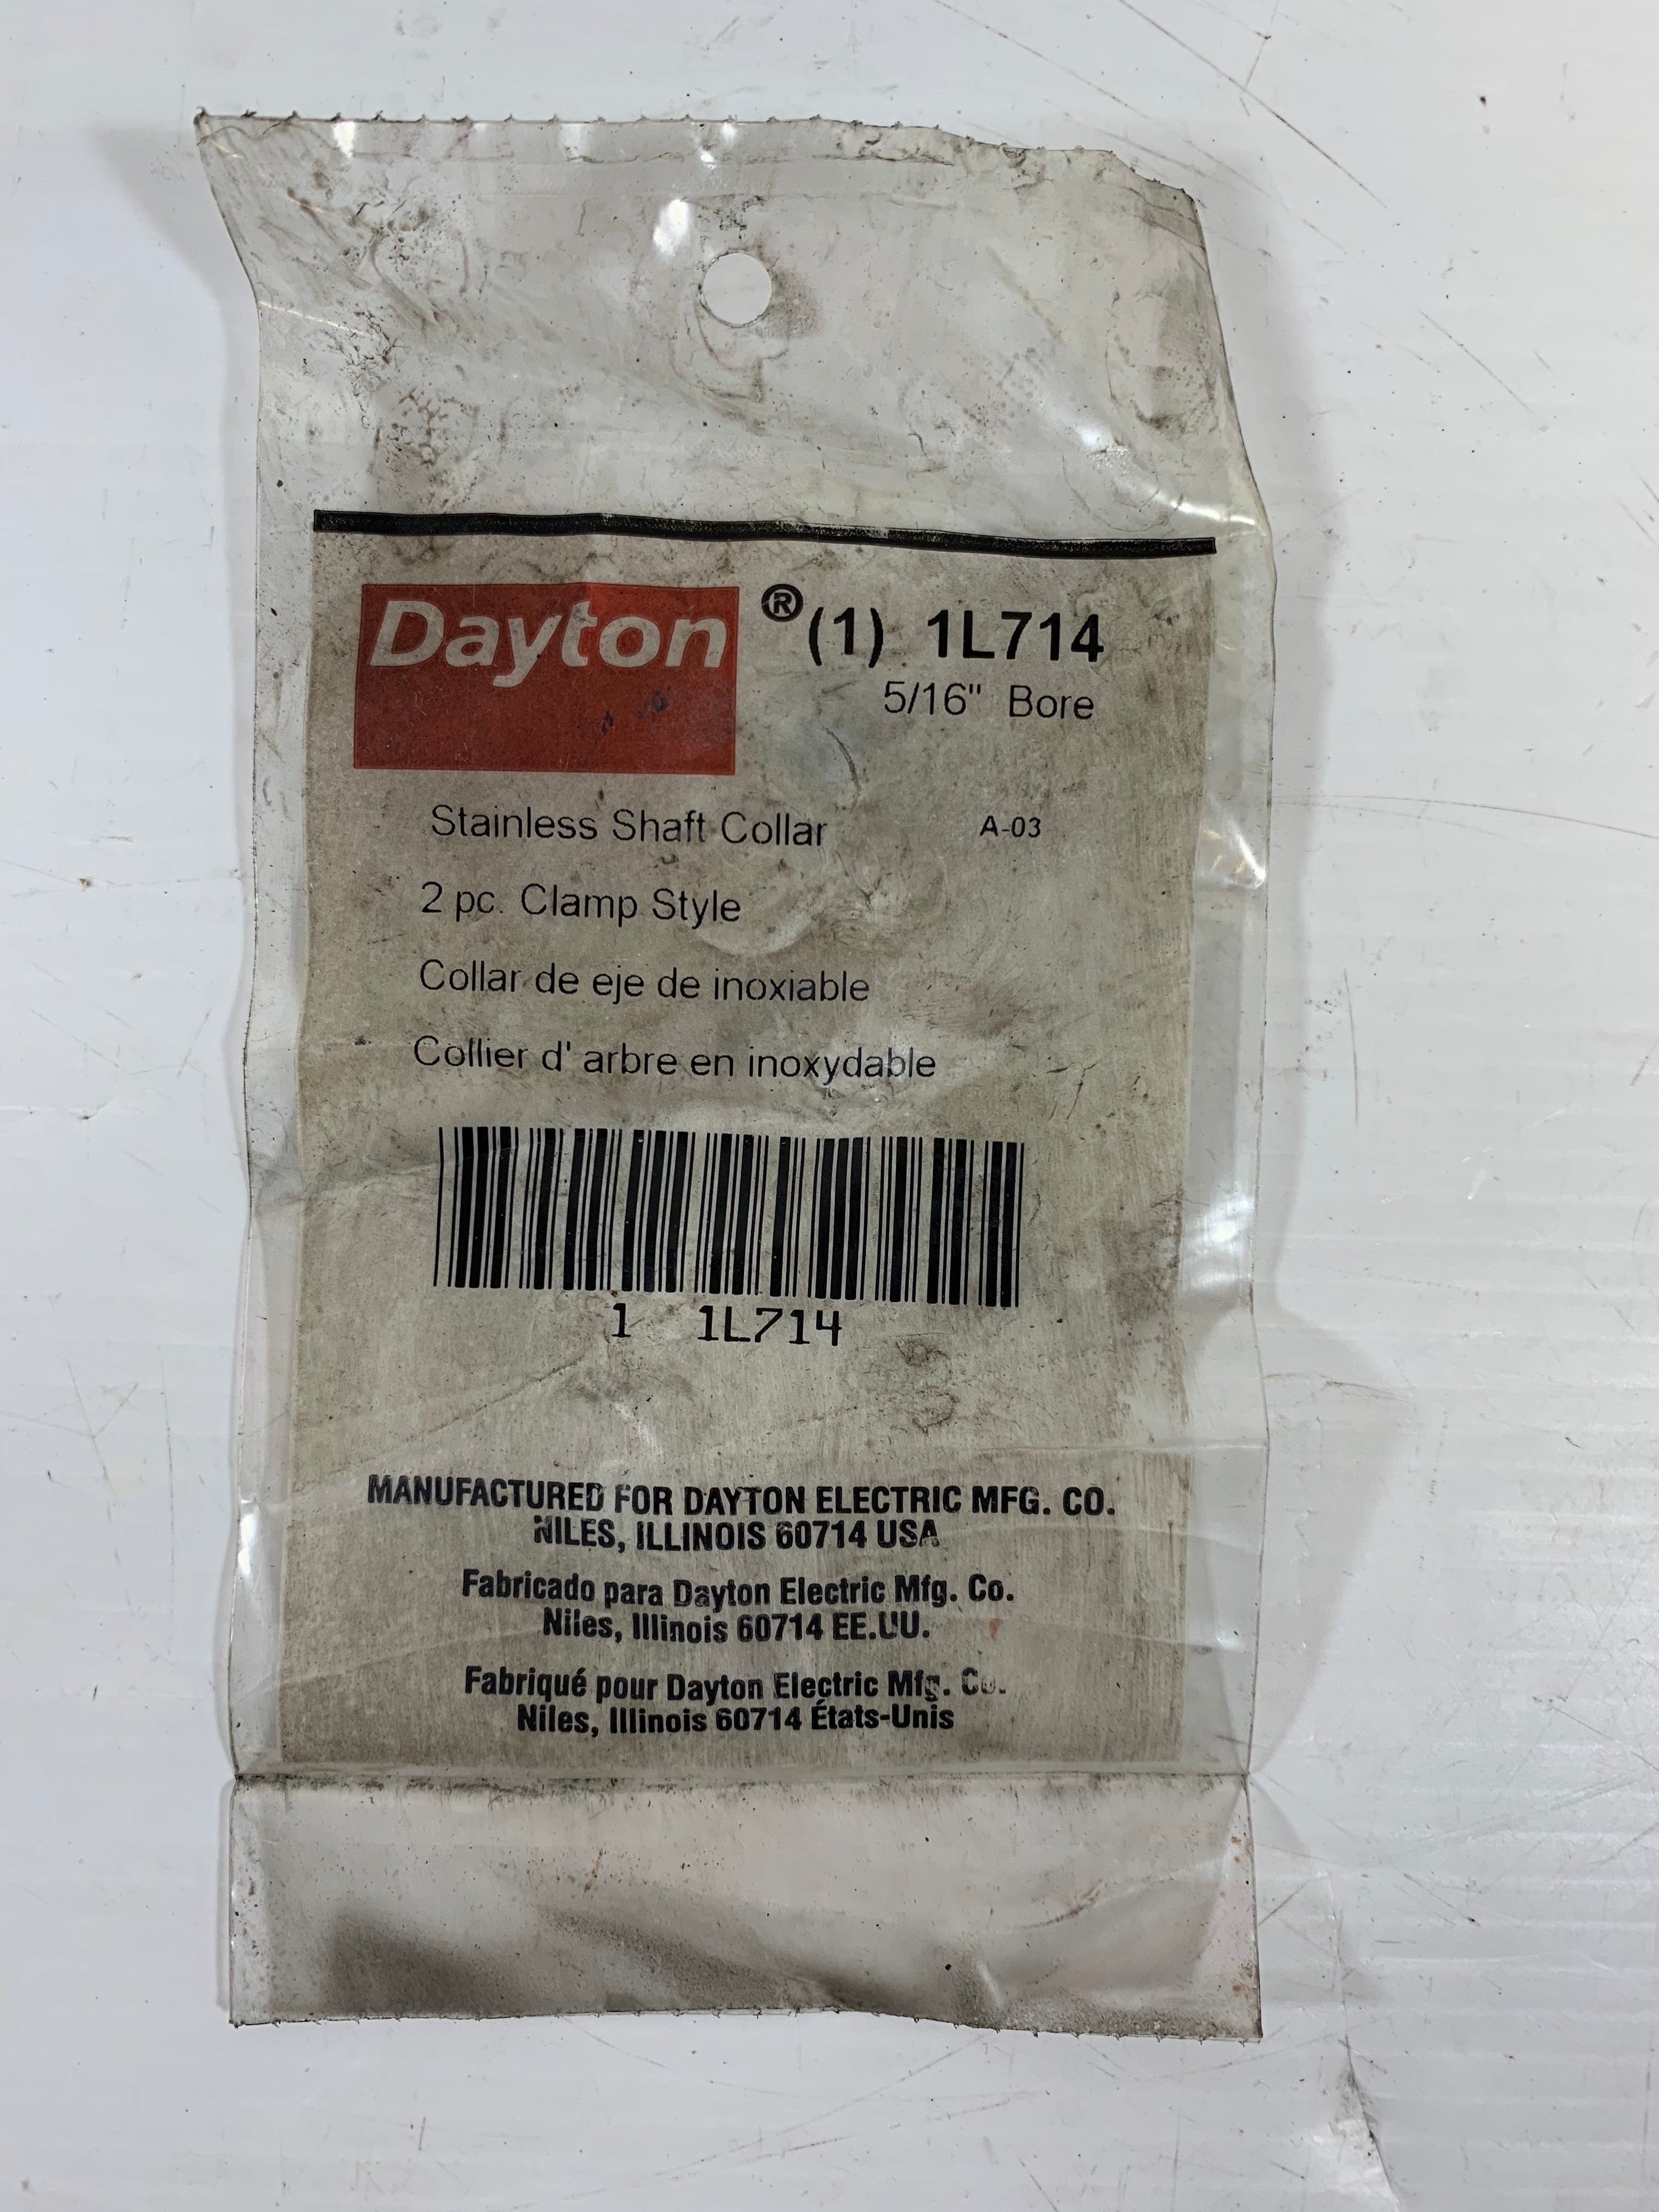 Dayton ® (1) 1L714
5/16" Bore
Stainless Shaft Collar A-03
2 pc. Clamp Style
Collar de eje de inoxiable
Collier d' arbre en inoxydable
1 1L714
MANUFACTURED FOR DAYTON ELECTRIC MFG. CO.
NILES, ILLINOIS 60714 USA
Fabricado para Dayton Electric Mfg. Co.
Niles, Illinois 60714 EE.UU.
Fabriqué pour Dayton Electric Mfg. Co.
Niles, Illinois 60714 États-Unis